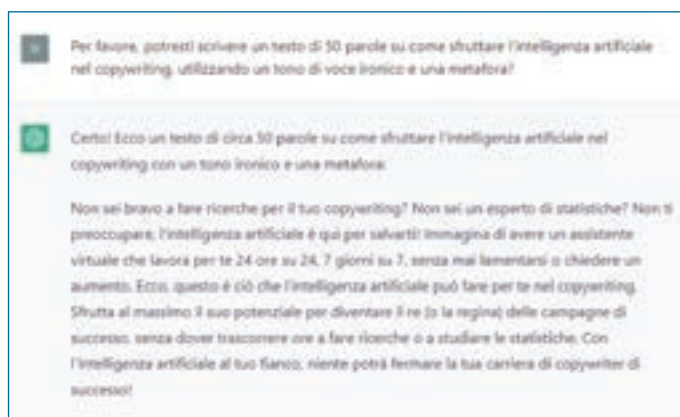 Per favore, potresti scrivere un testo di 50 parole su come sfruttare l'intelligenza artificiale
nel copywriting, utilizzando un tono di voce ironico e una metafora?
Certo! Ecco un testo di circa 50 parole su come sfruttare l'intelligenza artificiale nel
copywriting con un tono ironico e una metafora:
Non sei bravo a fare ricerche per il tuo copywriting? Non sei un esperto di statistiche? Non ti
preoccupare, l'intelligenza artificiale è qui per salvarti! Immagina di avere un assistente
virtuale che lavora per te 24 ore su 24, 7 giorni su 7, senza mai lamentarsi o chiedere un
aumento. Ecco, questo è ciò che l'intelligenza artificiale può fare per te nel copywriting.
Sfrutta al massimo il suo potenziale per diventare il re (o la regina) delle campagne di
successo, senza dover trascorrere ore a fare ricerche o a studiare le statistiche. Con
l'intelligenza artificiale al tuo fianco, niente potrà fermare la tua carriera di copywriter di
successo!